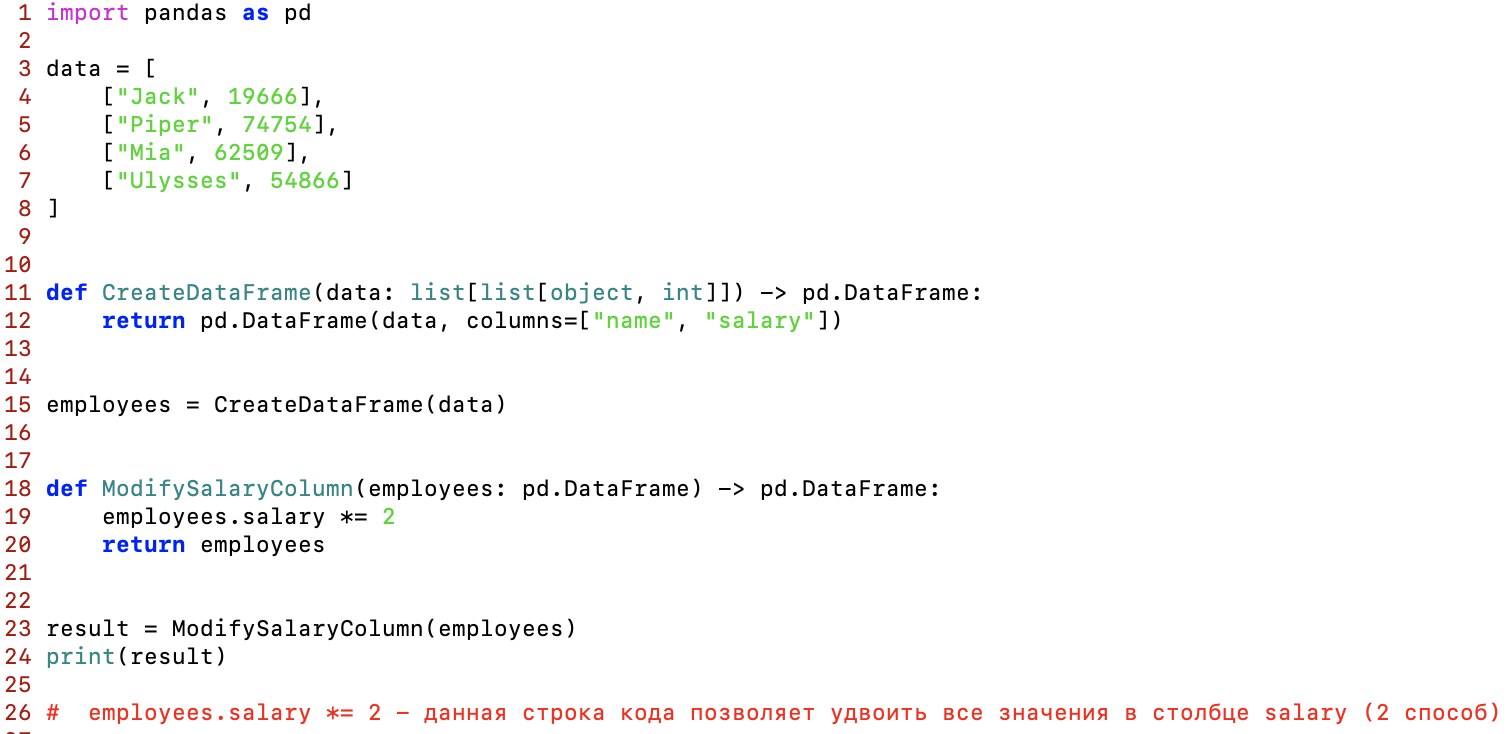 1 import pandas as pd
2
3 data = [
4     ["Jack", 19666],
5     ["Piper", 74754],
6     ["Mia", 62509],
7     ["Ulysses", 54866]
8 ]
9
10
11 def CreateDataFrame(data: list[list[object, int]]) -> pd.DataFrame:
12     return pd.DataFrame(data, columns=["name", "salary"])
13
14
15 employees = CreateDataFrame(data)
16
17
18 def ModifySalaryColumn(employees: pd.DataFrame) -> pd.DataFrame:
19     employees.salary *= 2
20     return employees
21
22
23 result = ModifySalaryColumn(employees)
24 print(result)
25
26 #  employees.salary *= 2 – данная строка кода позволяет удвоить все значения в столбце salary (2 способ)